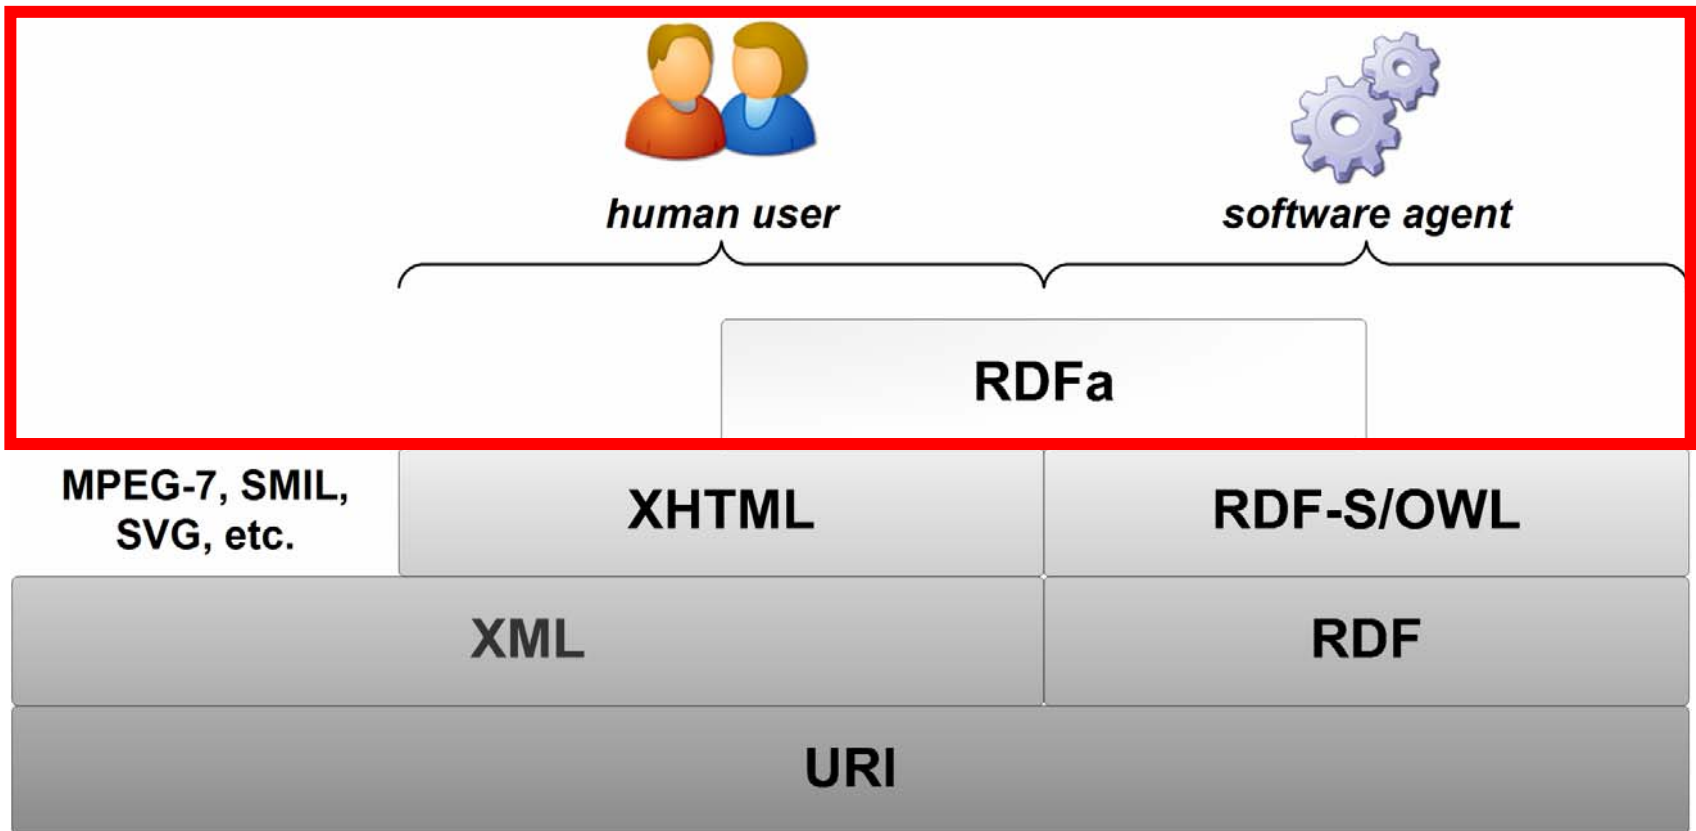 human user
software agent
RDFa
MPEG-7, SMIL,
SVG, etc.
XHTML
RDF-S/OWL
XML
RDF
URI